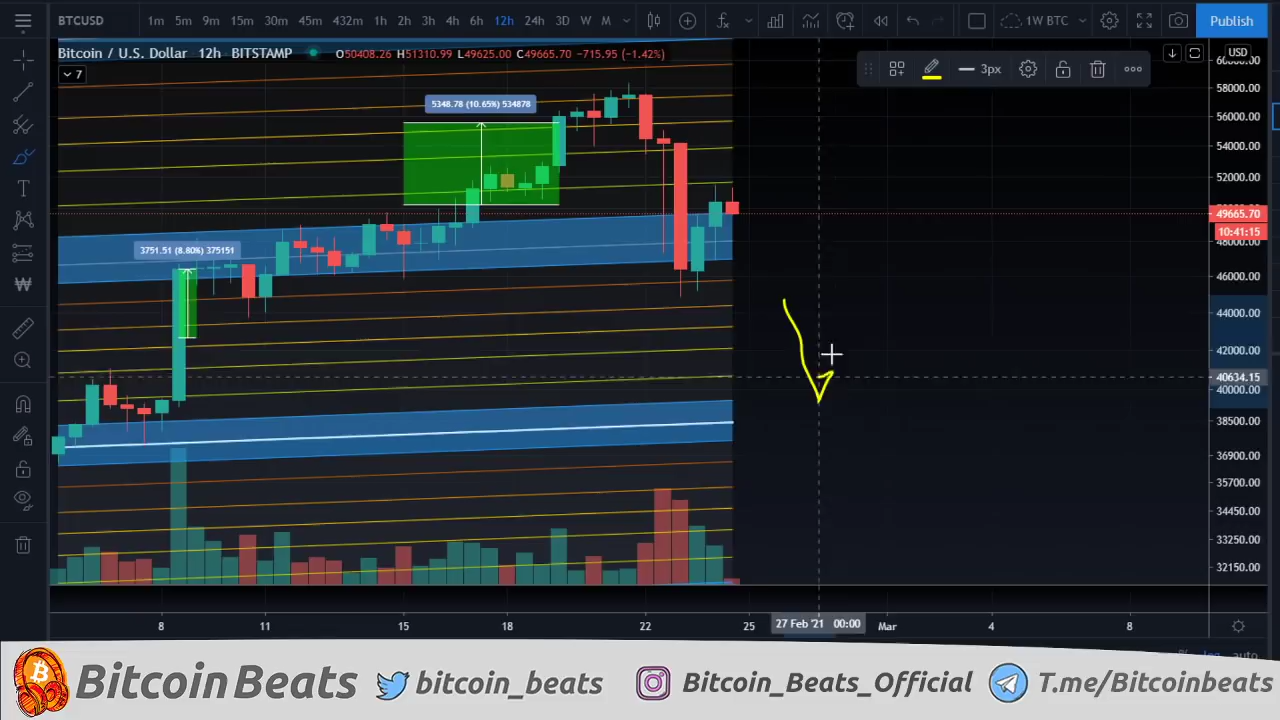 BTCUSD 1m 5m 9m 15m 30m 45m 432m 1h 2h 3h 4h 6h 12h 24h 3D W M 1W BTC Publish
Bitcoin / U.S. Dollar 12h BITSTAMP O50408.26 H51310.99 L49625.00 C49665.70 −715.95 (−1.42%)
USD
3px
7
60000.00
58000.00
56000.00
54000.00
52000.00
49665.70
10:41:15
48000.00
46000.00
44000.00
42000.00
40634.15
40000.00
38500.00
36900.00
35700.00
34450.00
33250.00
32150.00
5348.78 (10.65%) 534878
3751.51 (8.80%) 375151
T
W
8 11 15 18 22 25 27 Feb '21 00:00 Mar 4 8
% log auto
BitcoinBeats bitcoin_beats Bitcoin_Beats_Official T.me/Bitcoinbeats